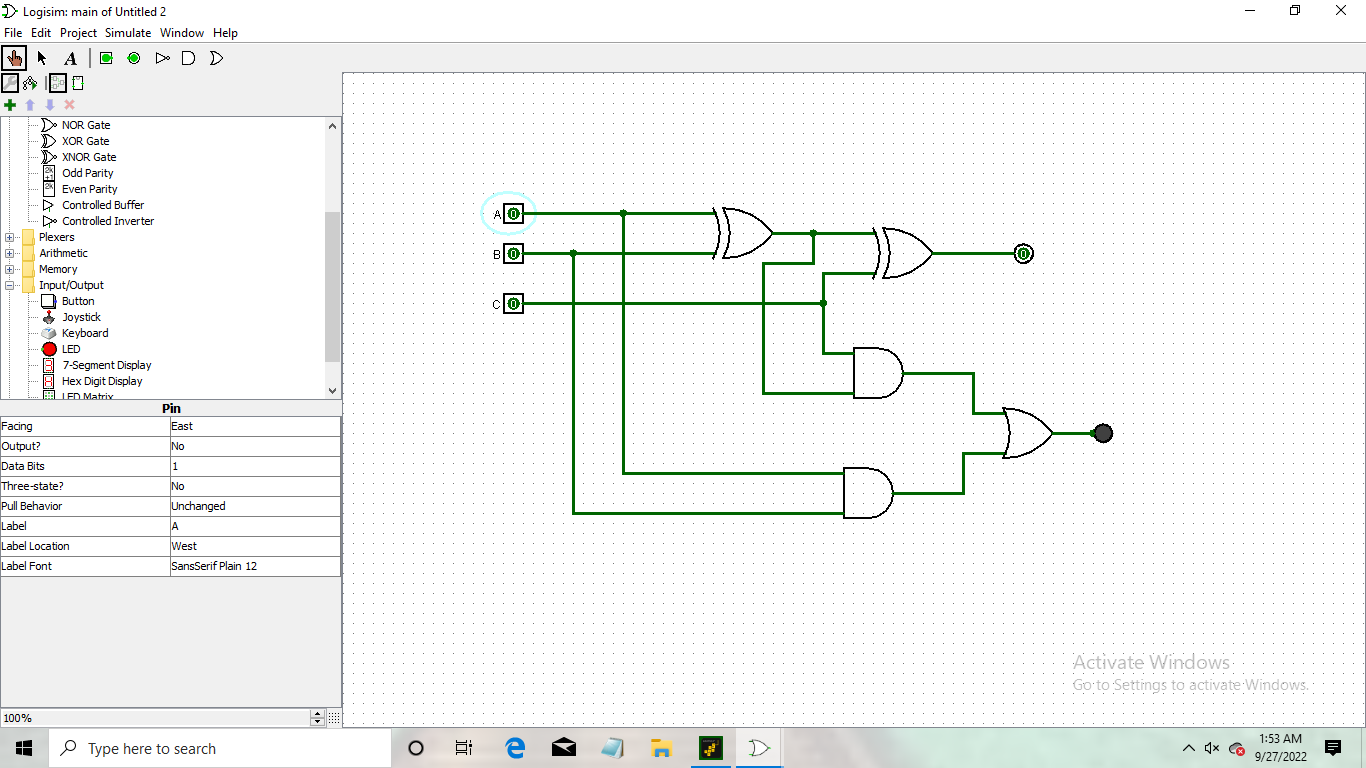 Logisim: main of Untitled 2
File Edit Project Simulate Window Help
A
NOR Gate
XOR Gate
XNOR Gate
Odd Parity
Even Parity
Controlled Buffer
Controlled Inverter
Plexers
Arithmetic
Memory
Input/Output
Button
Joystick
Keyboard
LED
7-Segment Display
Hex Digit Display
LED Matrix
Pin
Facing East
Output? No
Data Bits 1
Three-state? No
Pull Behavior Unchanged
Label A
Label Location West
Label Font SansSerif Plain 12
100%
A 0
B 0
C 0
0
Activate Windows
Go to Settings to activate Windows.
Type here to search
1:53 AM
9/27/2022